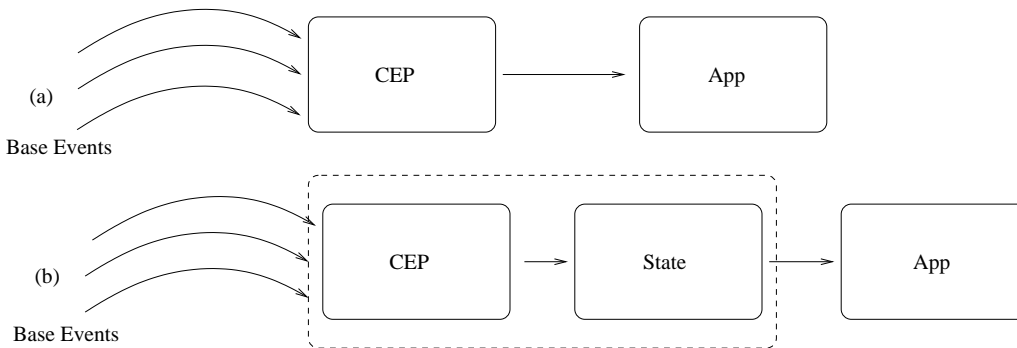 CEP
App
(a)
Base Events
CEP
State
App
(b)
Base Events